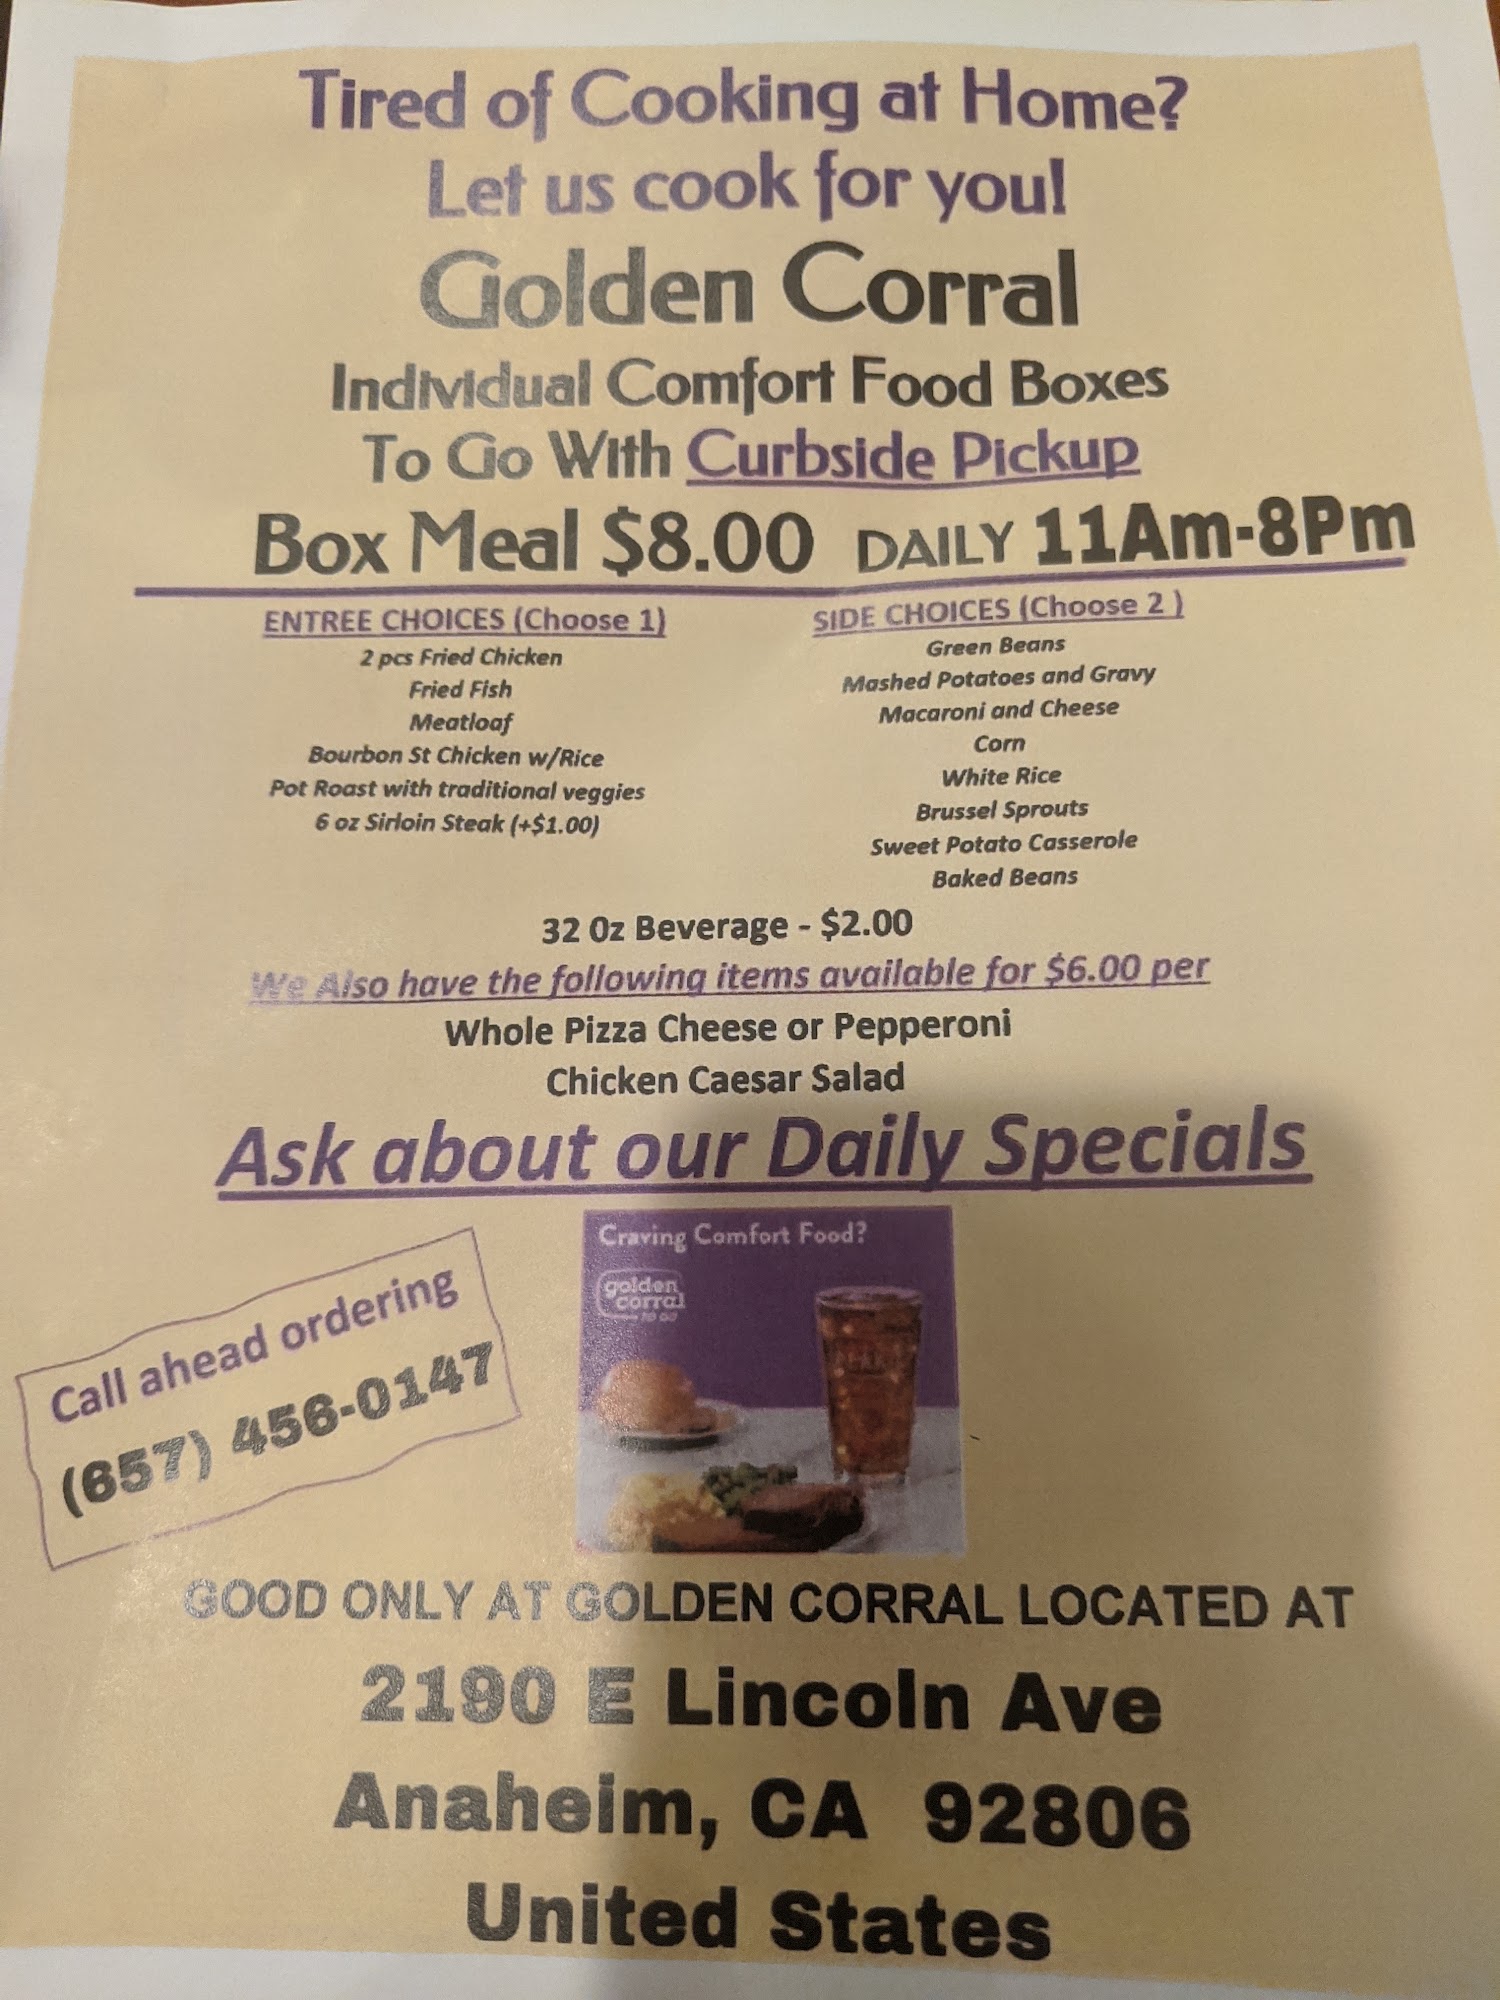 Tired of Cooking at Home?
Let us cook for you!
Golden Corral
Individual Comfort Food Boxes
To Go With Curbside Pickup
Box Meal $8.00 DAILY 11Am-8Pm
ENTREE CHOICES (Choose 1)
2 pcs Fried Chicken
Fried Fish
Meatloaf
Bourbon St Chicken w/Rice
Pot Roast with traditional veggies
6 oz Sirloin Steak (+$1.00)
SIDE CHOICES (Choose 2 )
Green Beans
Mashed Potatoes and Gravy
Macaroni and Cheese
Corn
White Rice
Brussel Sprouts
Sweet Potato Casserole
Baked Beans
32 Oz Beverage - $2.00
We Also have the following items available for $6.00 per
Whole Pizza Cheese or Pepperoni
Chicken Caesar Salad
Ask about our Daily Specials
Call ahead ordering
(657) 456-0147
Craving Comfort Food?
golden
corral
TO GO
GOOD ONLY AT GOLDEN CORRAL LOCATED AT
2190 E Lincoln Ave
Anaheim, CA 92806
United States